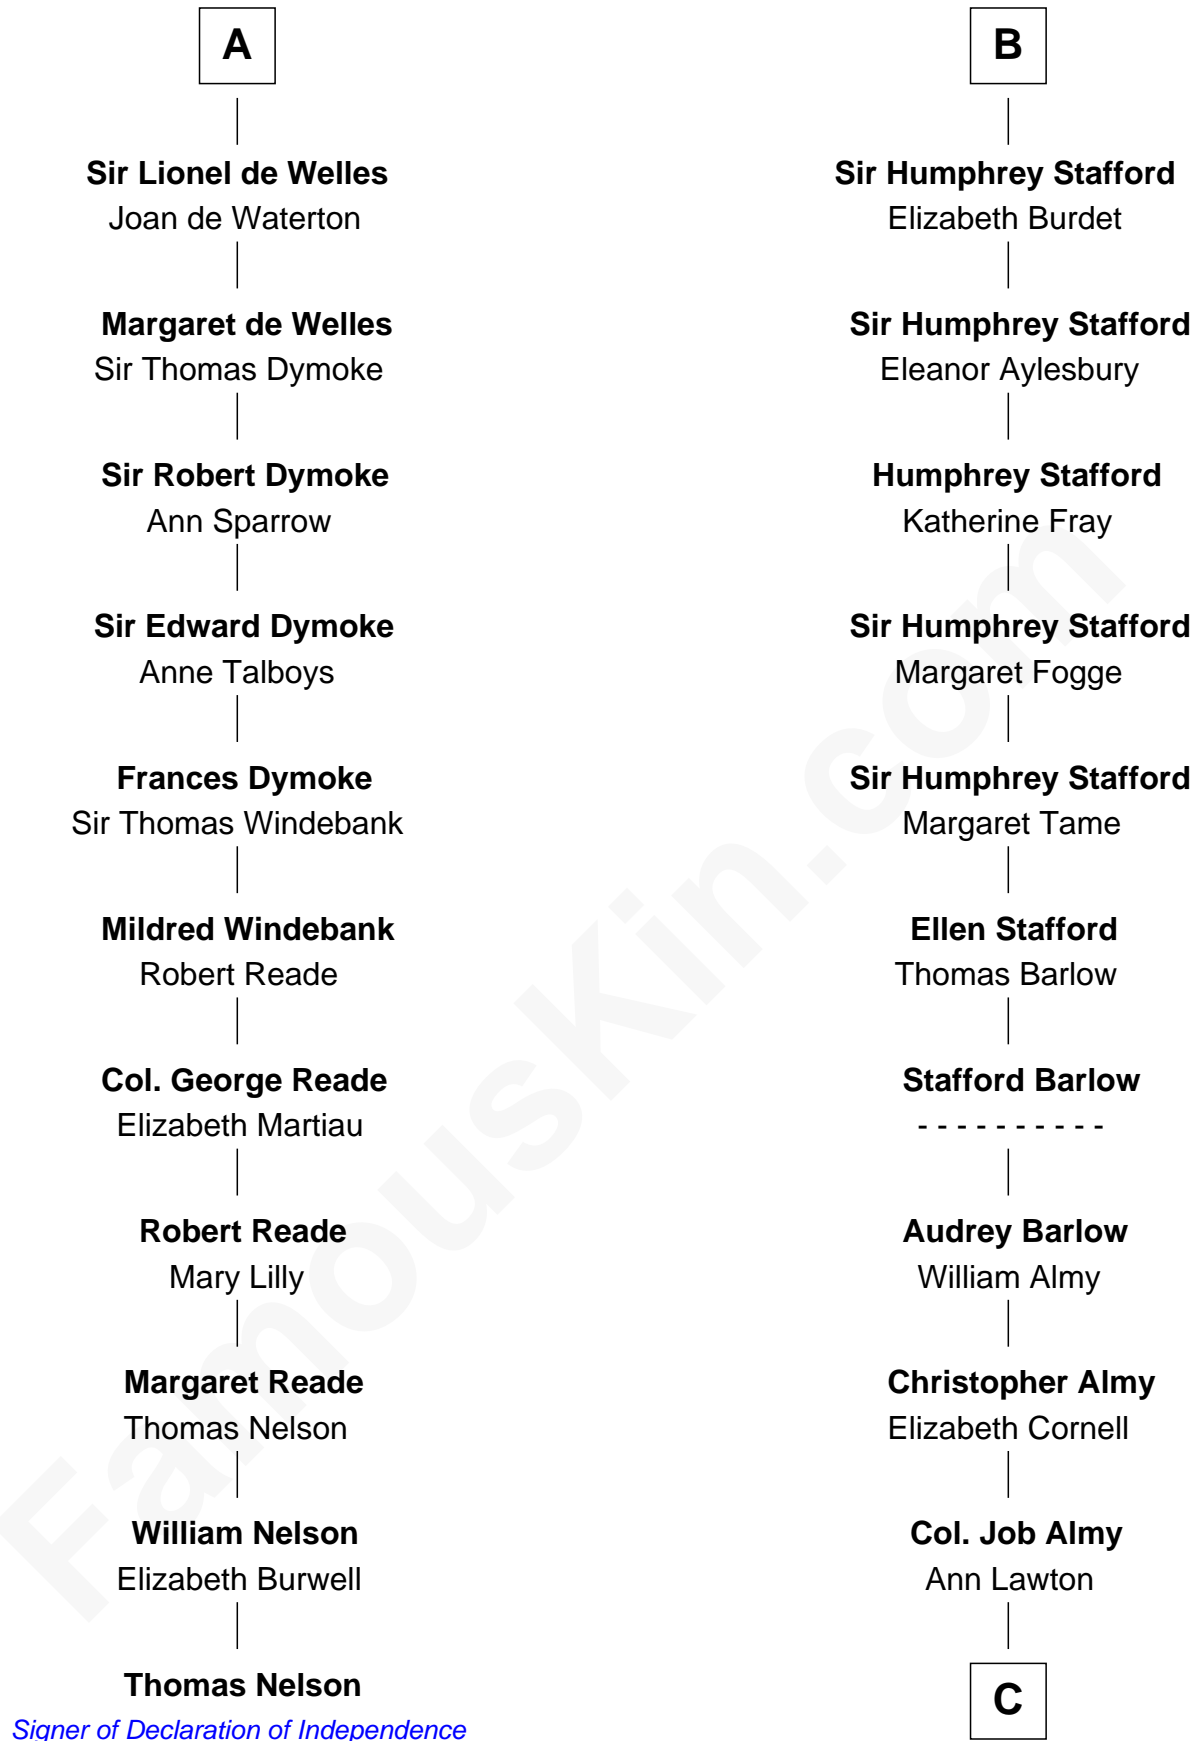 A
Sir Lionel de Welles
Joan de Waterton
Margaret de Welles
Sir Thomas Dymoke
Sir Robert Dymoke
Ann Sparrow
Sir Edward Dymoke
Anne Talboys
Frances Dymoke
Sir Thomas Windebank
Mildred Windebank
Robert Reade
Col. George Reade
Elizabeth Martiau
Robert Reade
Mary Lilly
Margaret Reade
Thomas Nelson
William Nelson
Elizabeth Burwell
Thomas Nelson
Signer of Declaration of Independence
B
Sir Humphrey Stafford
Elizabeth Burdet
Sir Humphrey Stafford
Eleanor Aylesbury
Humphrey Stafford
Katherine Fray
Sir Humphrey Stafford
Margaret Fogge
Sir Humphrey Stafford
Margaret Tame
Ellen Stafford
Thomas Barlow
Stafford Barlow
- - - - - - - - - -
Audrey Barlow
William Almy
Christopher Almy
Elizabeth Cornell
Col. Job Almy
Ann Lawton
C
FamousKin.com